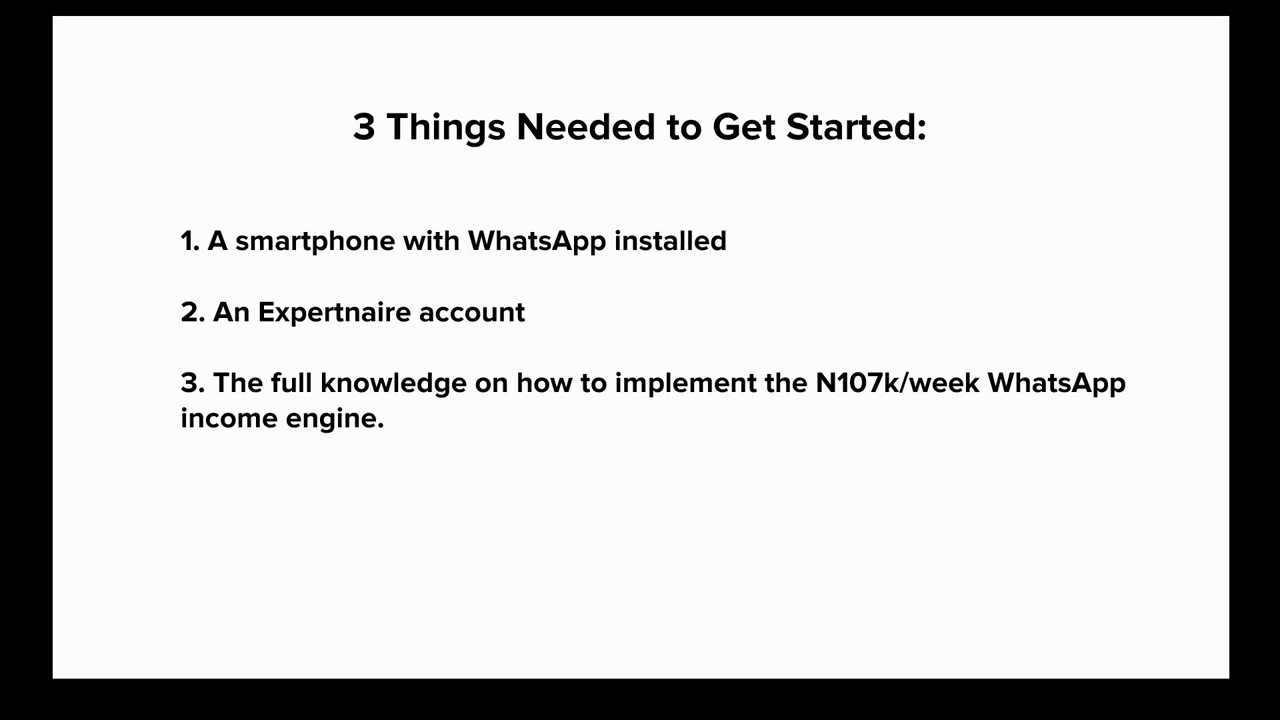 3 Things Needed to Get Started:
1. A smartphone with WhatsApp installed
2. An Expertnaire account
3. The full knowledge on how to implement the N107k/week WhatsApp
income engine.